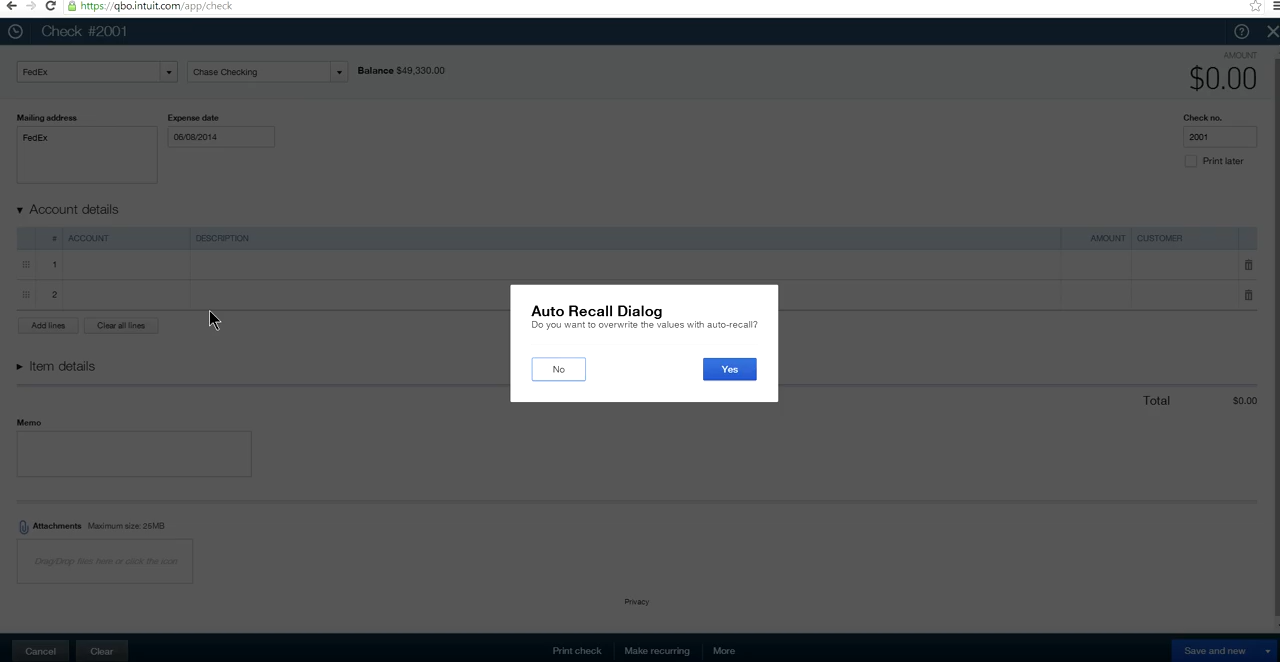 https://qbo.intuit.com/app/check
Check #2001
?
AMOUNT
$0.00
FedEx
Chase Checking
Balance $49,330.00
Mailing address
Expense date
Check no.
FedEx
06/08/2014
2001
Print later
Account details
# ACCOUNT DESCRIPTION AMOUNT CUSTOMER
1
2
Add lines
Clear all lines
Auto Recall Dialog
Do you want to overwrite the values with auto-recall?
No
Yes
Item details
Total $0.00
Memo
Attachments Maximum size: 25MB
Drag/Drop files here or click the icon
Privacy
Cancel
Clear
Print check
Make recurring
More
Save and new